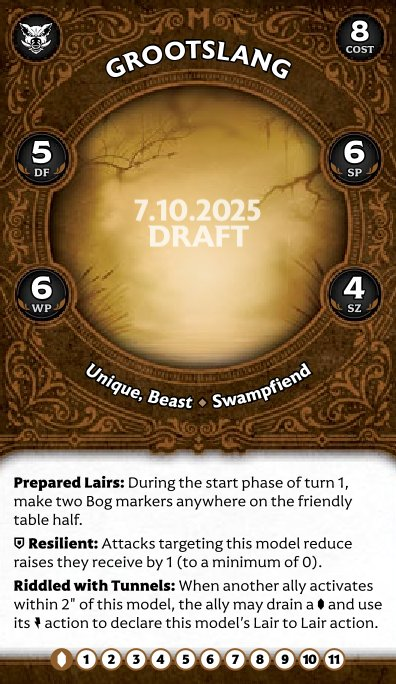 GROOTSLANG
8
COST
5
DF
6
SP
7.10.2025
DRAFT
6
WP
4
SZ
Unique, Beast ◆ Swampfiend
Prepared Lairs: During the start phase of turn 1,
make two Bog markers anywhere on the friendly
table half.
Resilient: Attacks targeting this model reduce
raises they receive by 1 (to a minimum of 0).
Riddled with Tunnels: When another ally activates
within 2" of this model, the ally may drain a and use
its action to declare this model's Lair to Lair action.
1 2 3 4 5 6 7 8 9 10 11